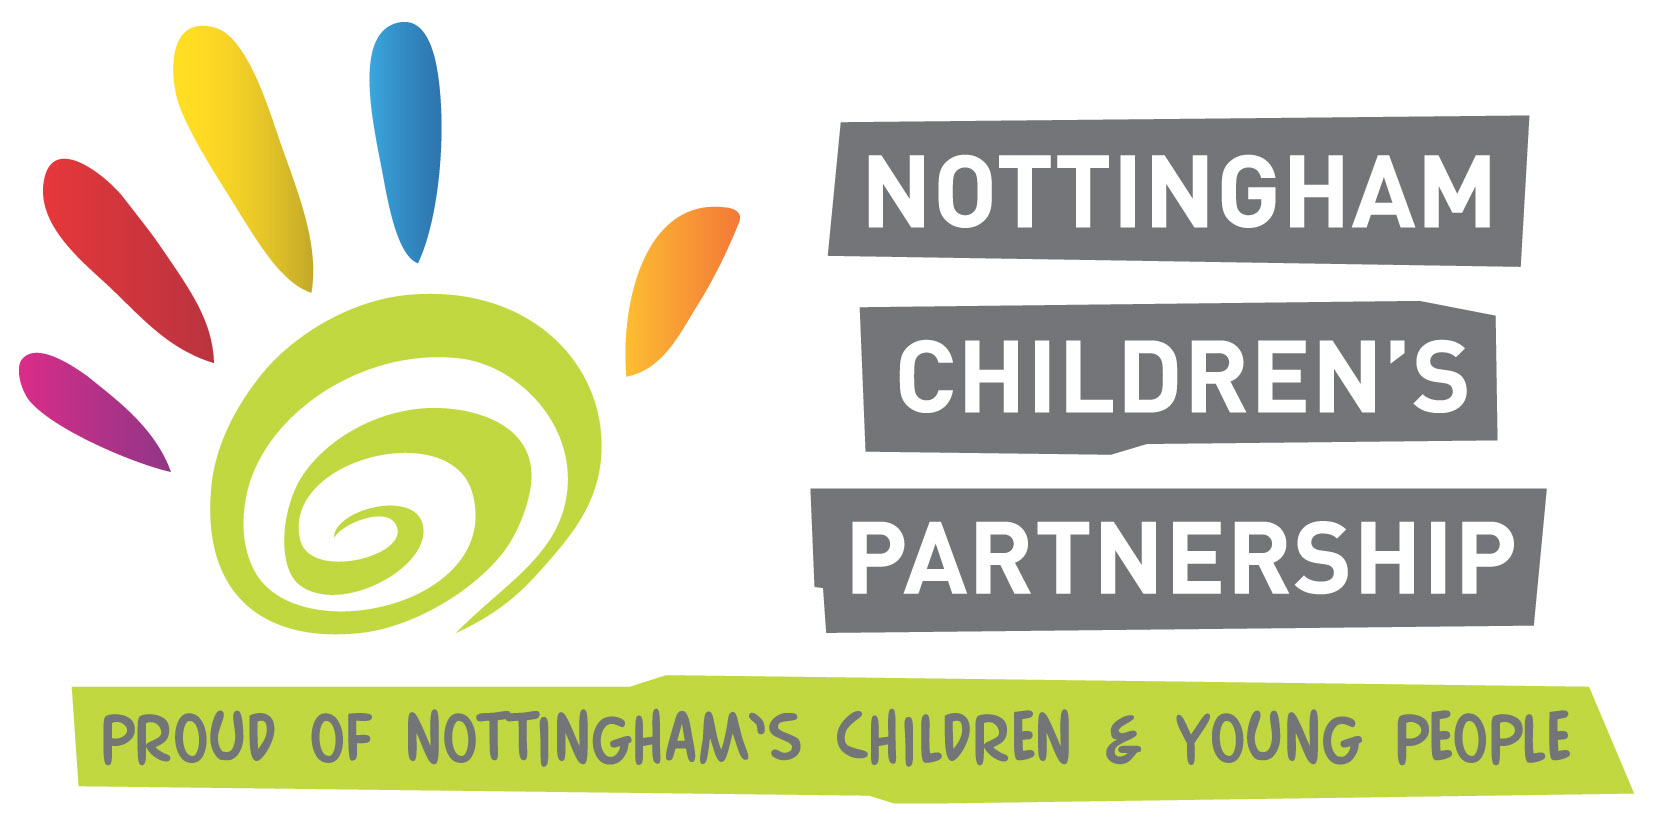 NOTTINGHAM
CHILDREN'S
PARTNERSHIP
PROUD OF NOTTINGHAM'S CHILDREN & YOUNG PEOPLE